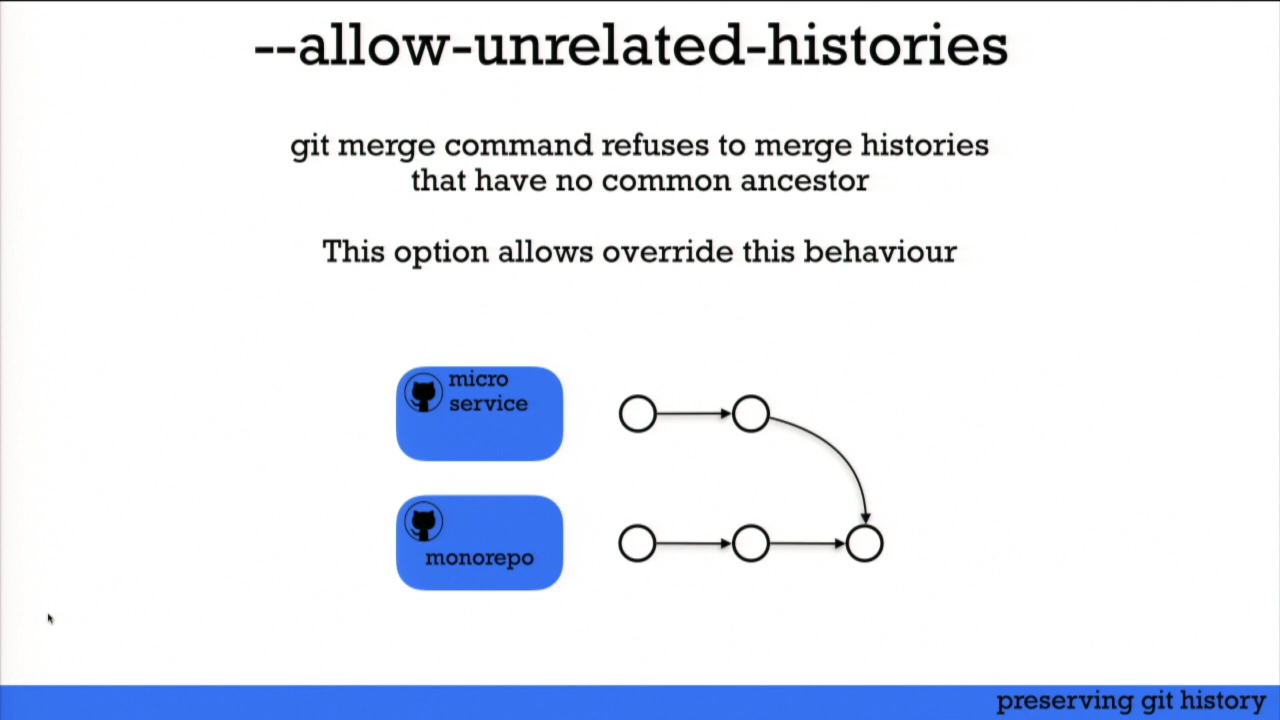 --allow-unrelated-histories
git merge command refuses to merge histories
that have no common ancestor
This option allows override this behaviour
micro
service
monorepo
preserving git history